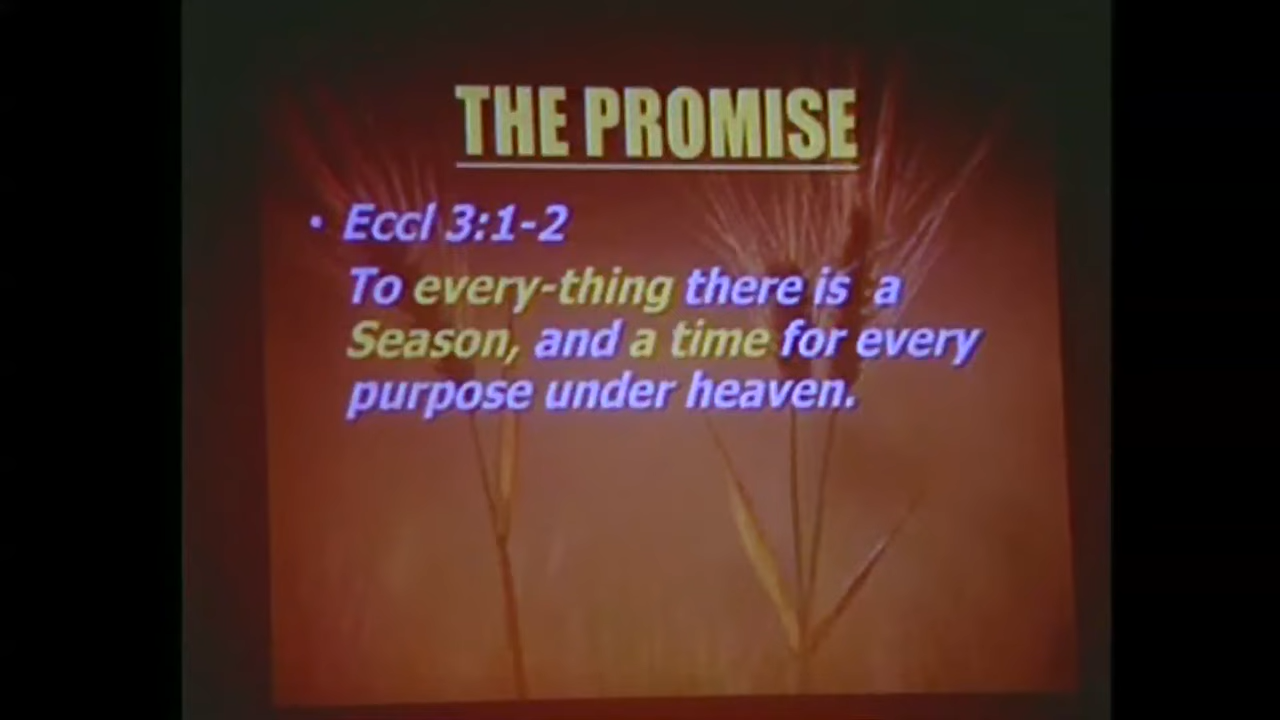 THE PROMISE
• Eccl 3:1-2
To every-thing there is a
Season, and a time for every
purpose under heaven.